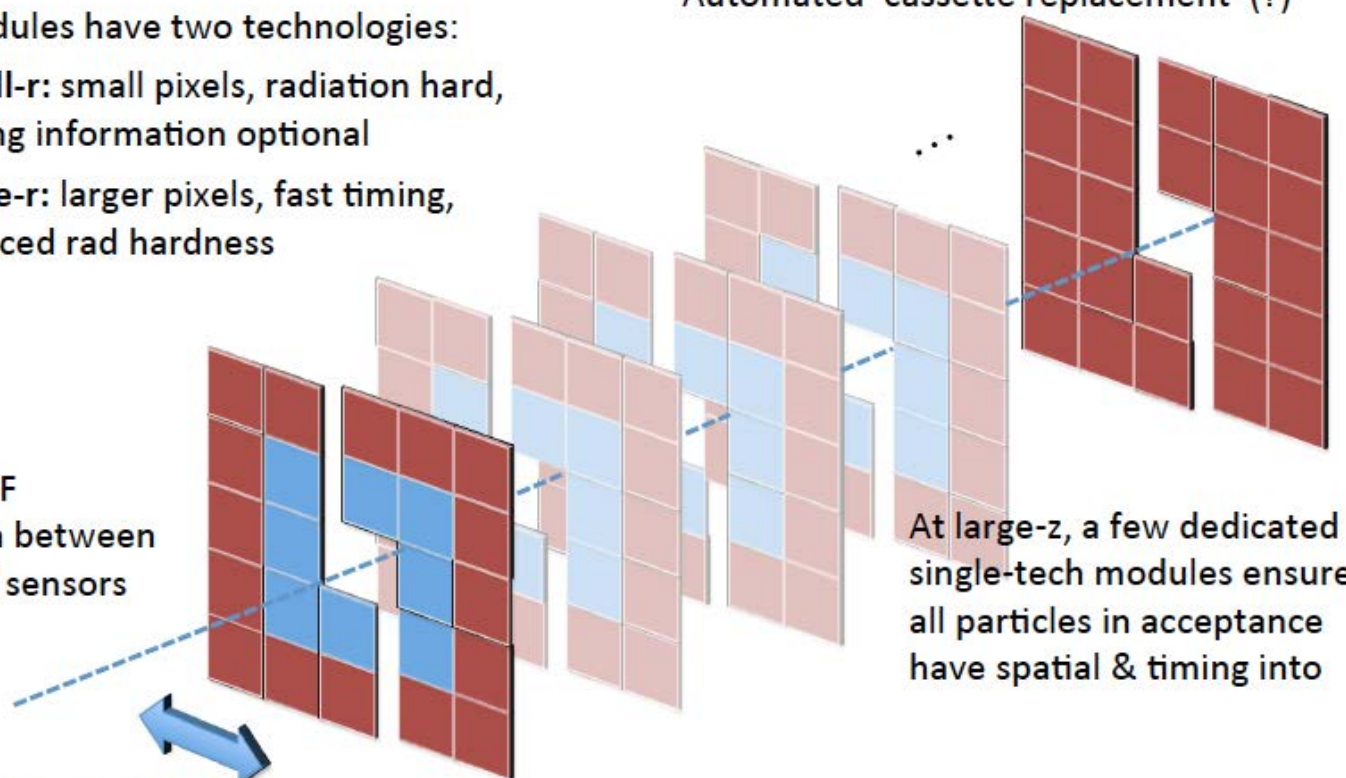 dules have two technologies:
ll-r: small pixels, radiation hard,
ng information optional
e-r: larger pixels, fast timing,
ced rad hardness
Automated 'cassette replacement' (?)
...
F
between
sensors
At large-z, a few dedicated
single-tech modules ensure
all particles in acceptance
have spatial & timing into